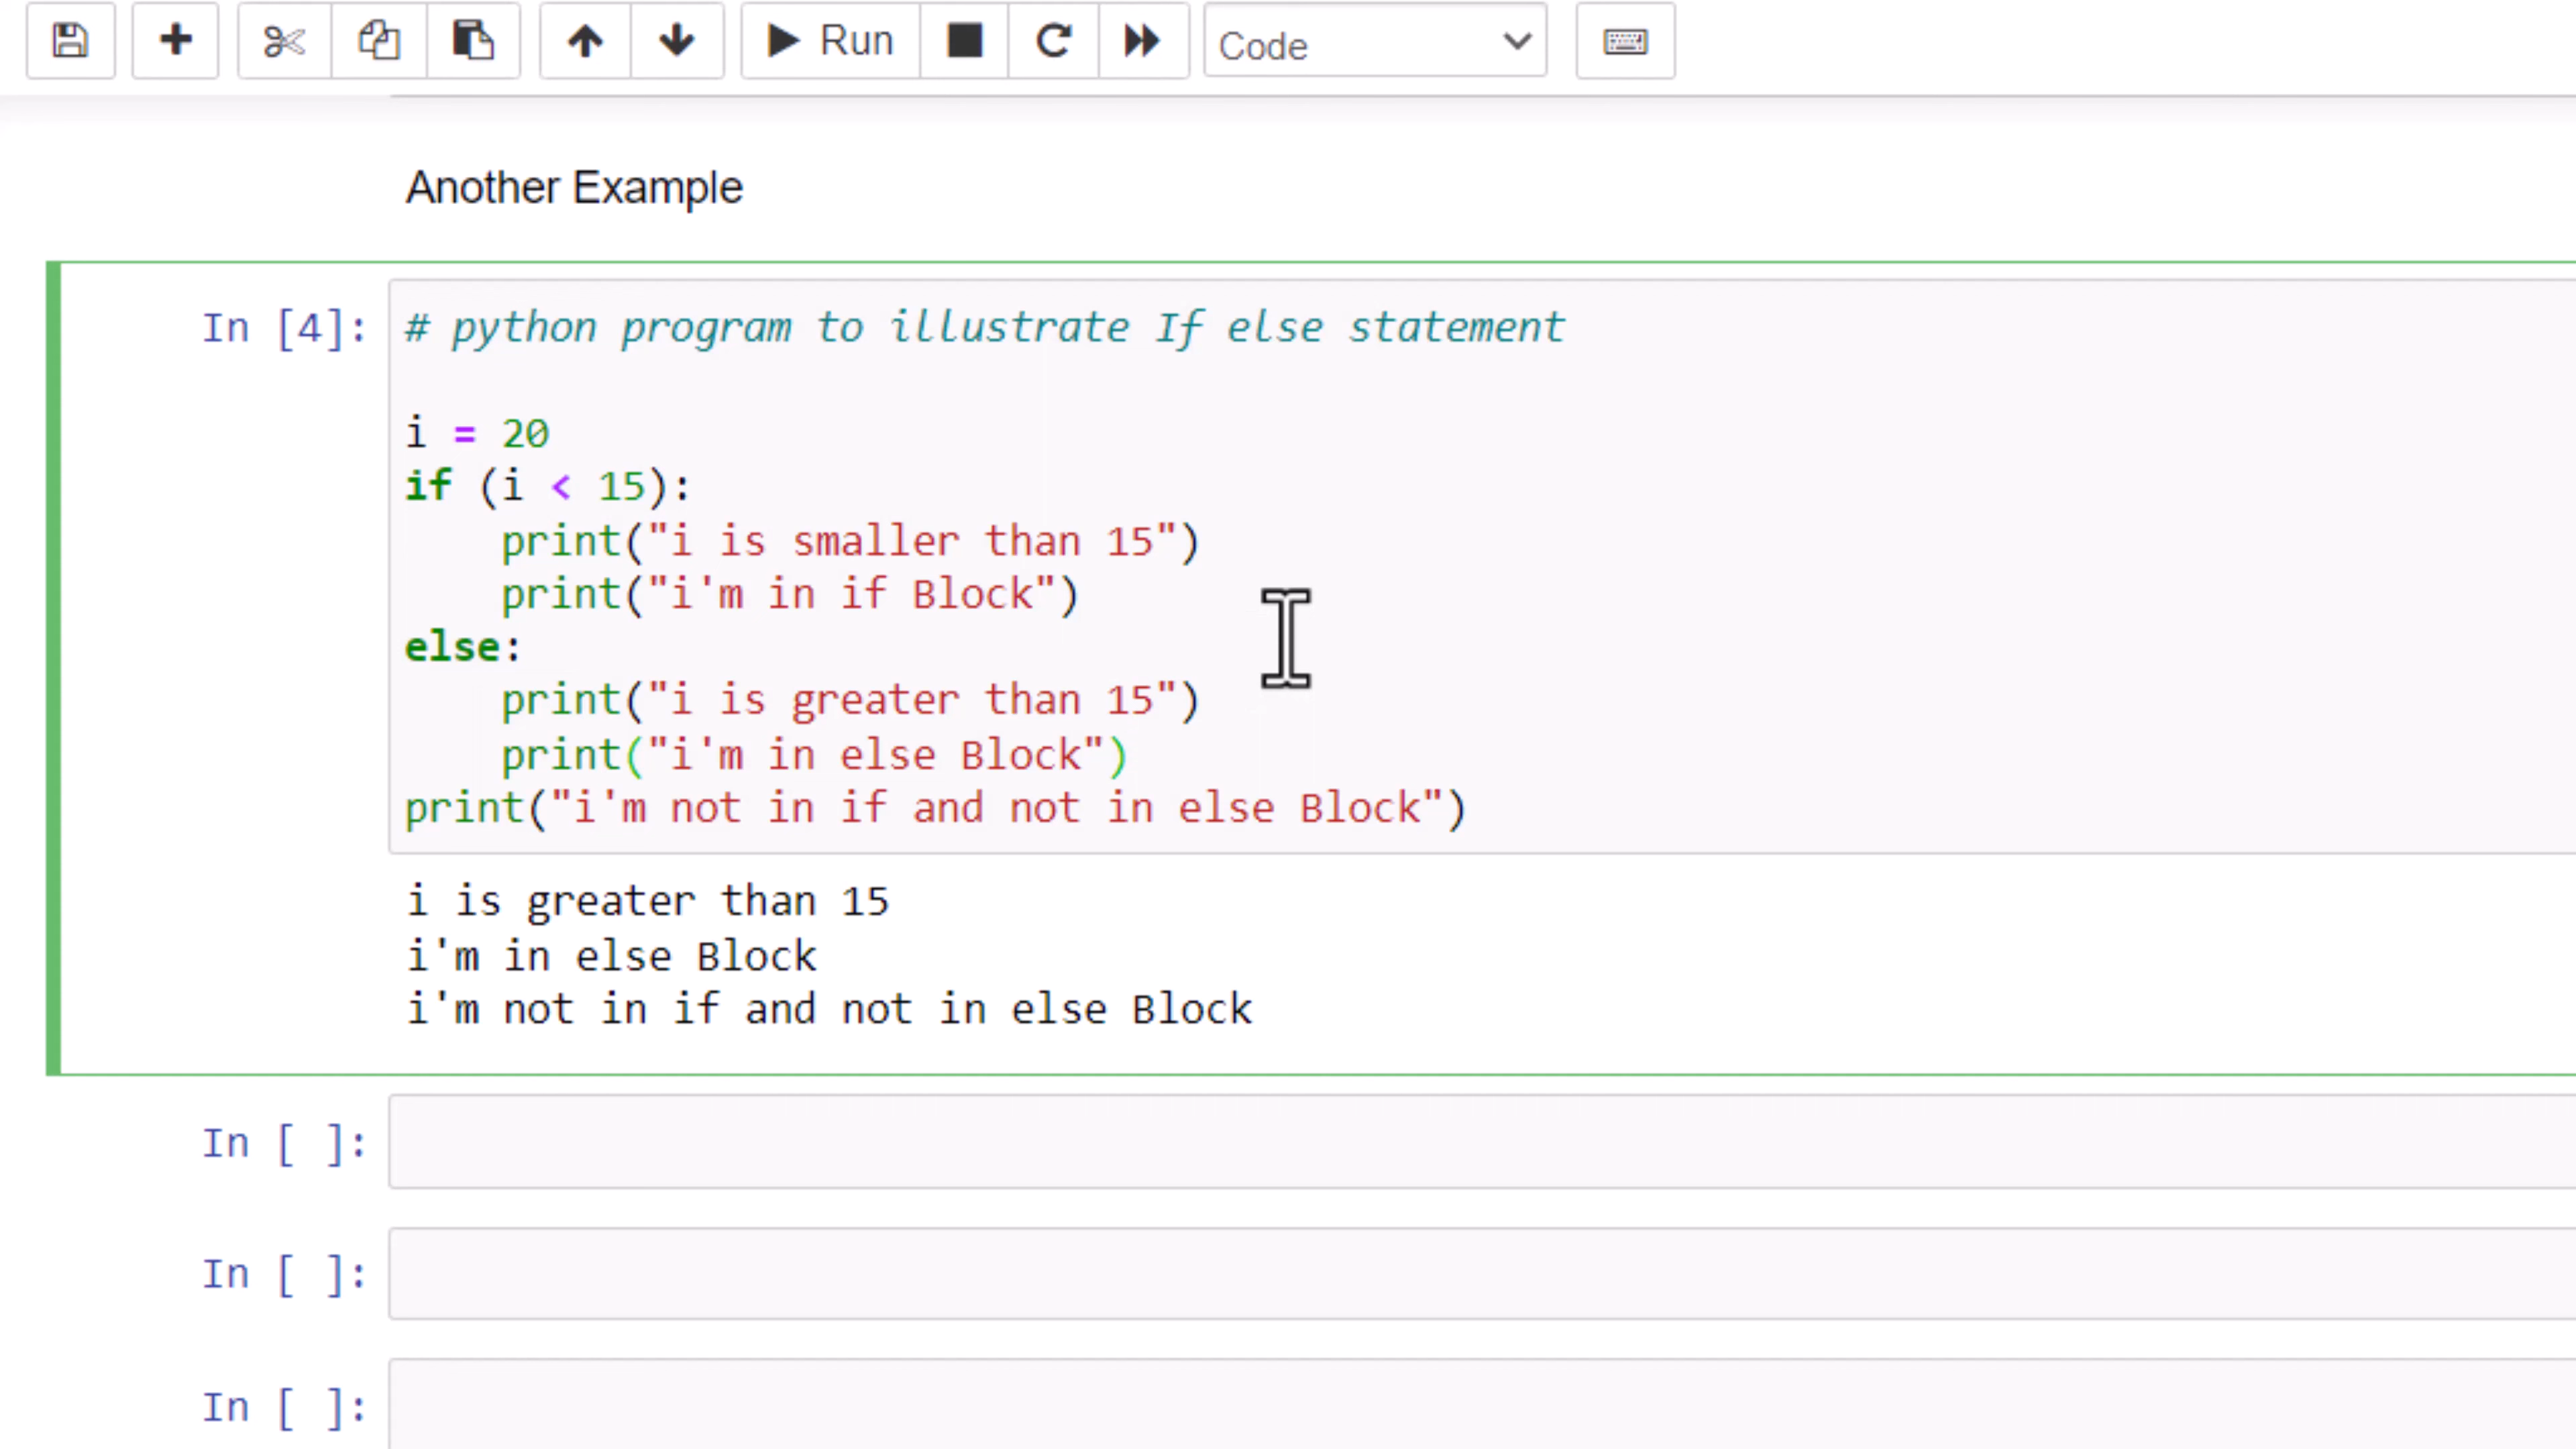 Run
Code
Another Example
In [4]:
# python program to illustrate If else statement
i = 20
if (i < 15):
    print("i is smaller than 15")
    print("i'm in if Block")
else:
    print("i is greater than 15")
    print("i'm in else Block")
print("i'm not in if and not in else Block")
i is greater than 15
i'm in else Block
i'm not in if and not in else Block
In [ ]:
In [ ]:
In [ ]: